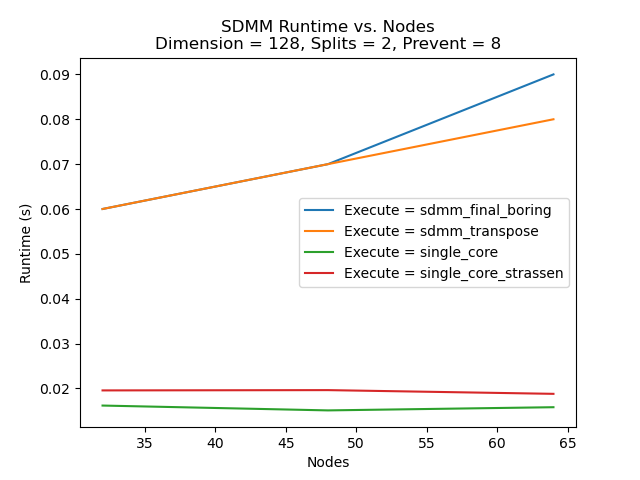 SDMM Runtime vs. Nodes
Dimension = 128, Splits = 2, Prevent = 8
0.09
0.08
0.07
0.06
0.05
0.04
0.03
0.02
Runtime (s)
Execute = sdmm_final_boring
Execute = sdmm_transpose
Execute = single_core
Execute = single_core_strassen
35 40 45 50 55 60 65
Nodes